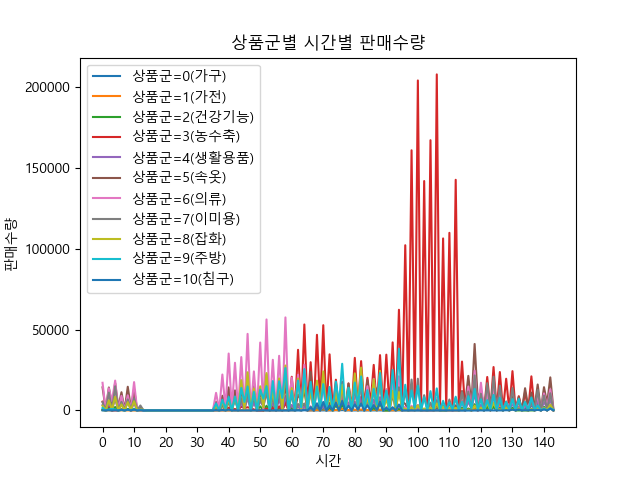 상품군별 시간별 판매수량
판매수량
200000
150000
100000
50000
0
상품군=0(가구)
상품군=1(가전)
상품군=2(건강기능)
상품군=3(농수축)
상품군=4(생활용품)
상품군=5(속옷)
상품군=6(의류)
상품군=7(이미용)
상품군=8(잡화)
상품군=9(주방)
상품군=10(침구)
0 10 20 30 40 50 60 70 80 90 100 110 120 130 140
시간